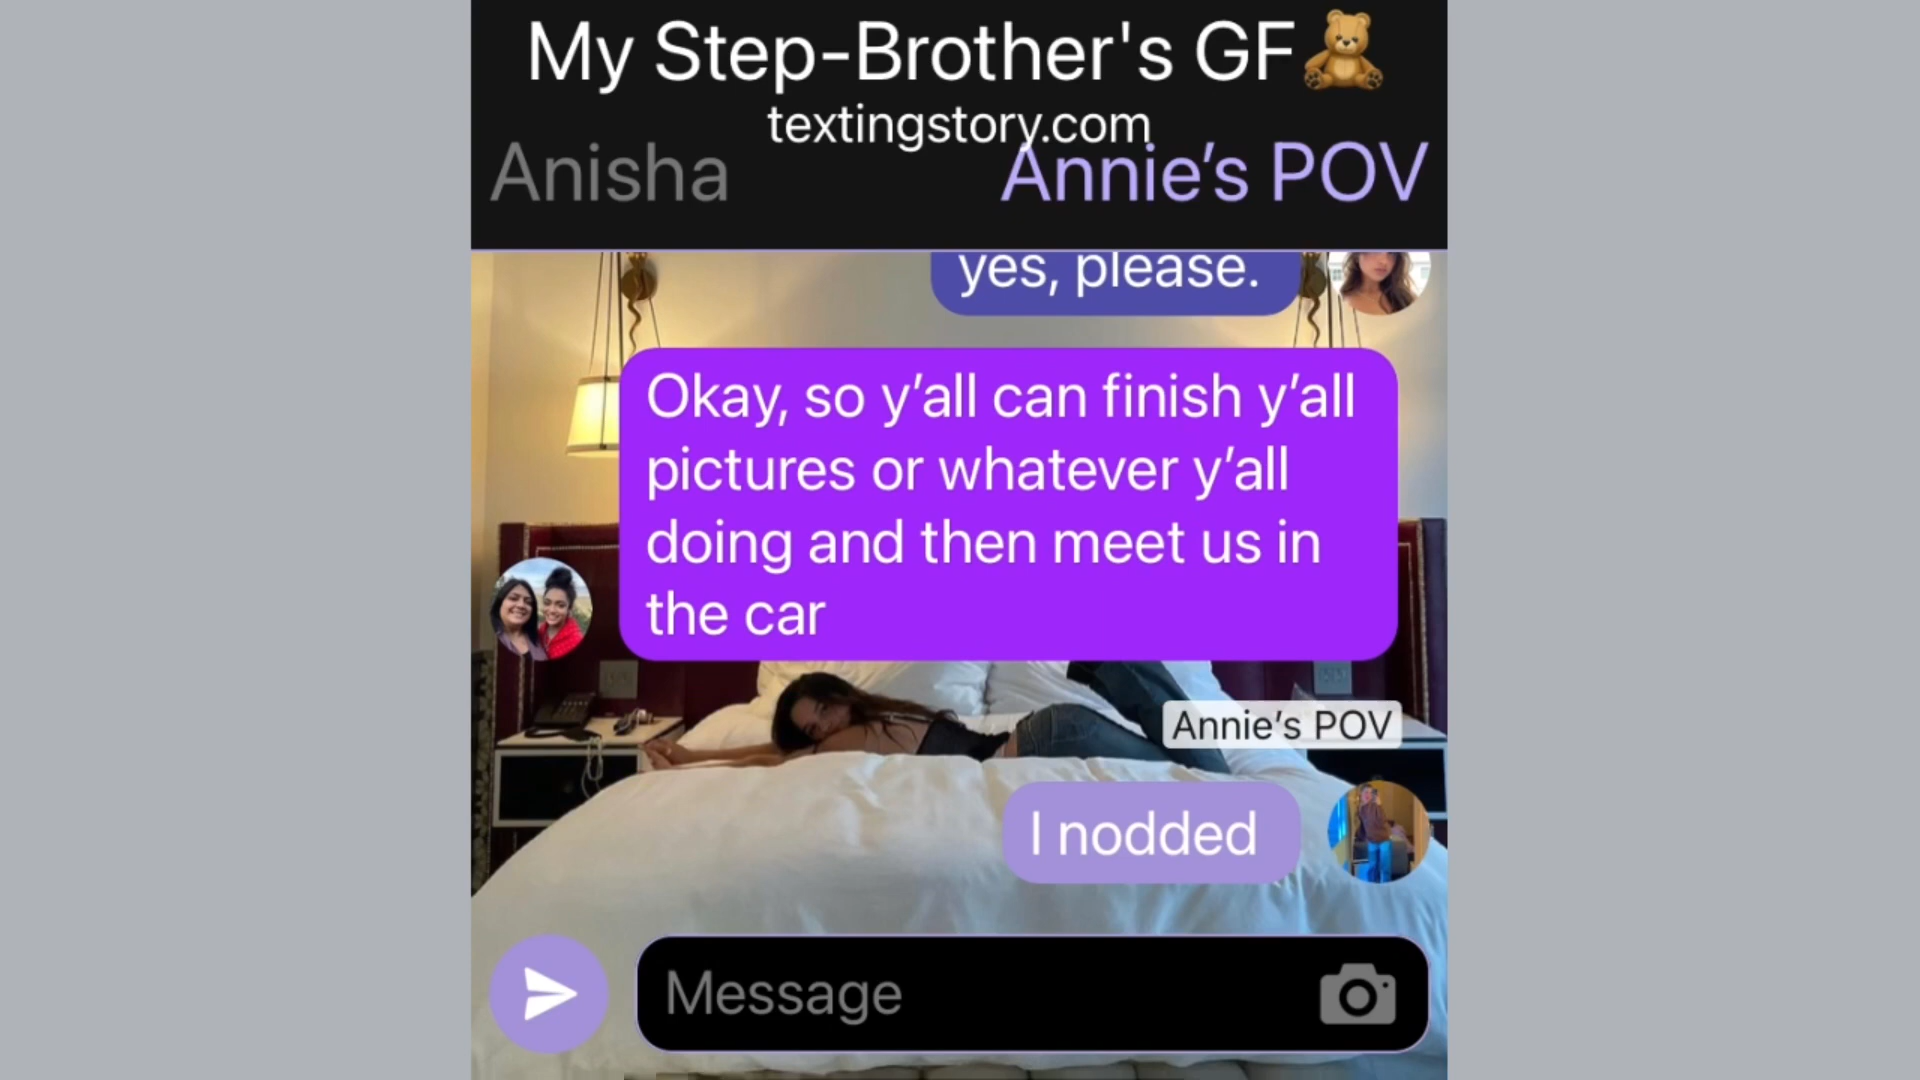 My Step-Brother's GF🧸
textingstory.com
Anisha
Annie’s POV
yes, please.
Okay, so y’all can finish y’all
pictures or whatever y’all
doing and then meet us in
the car
Annie’s POV
I nodded
Message